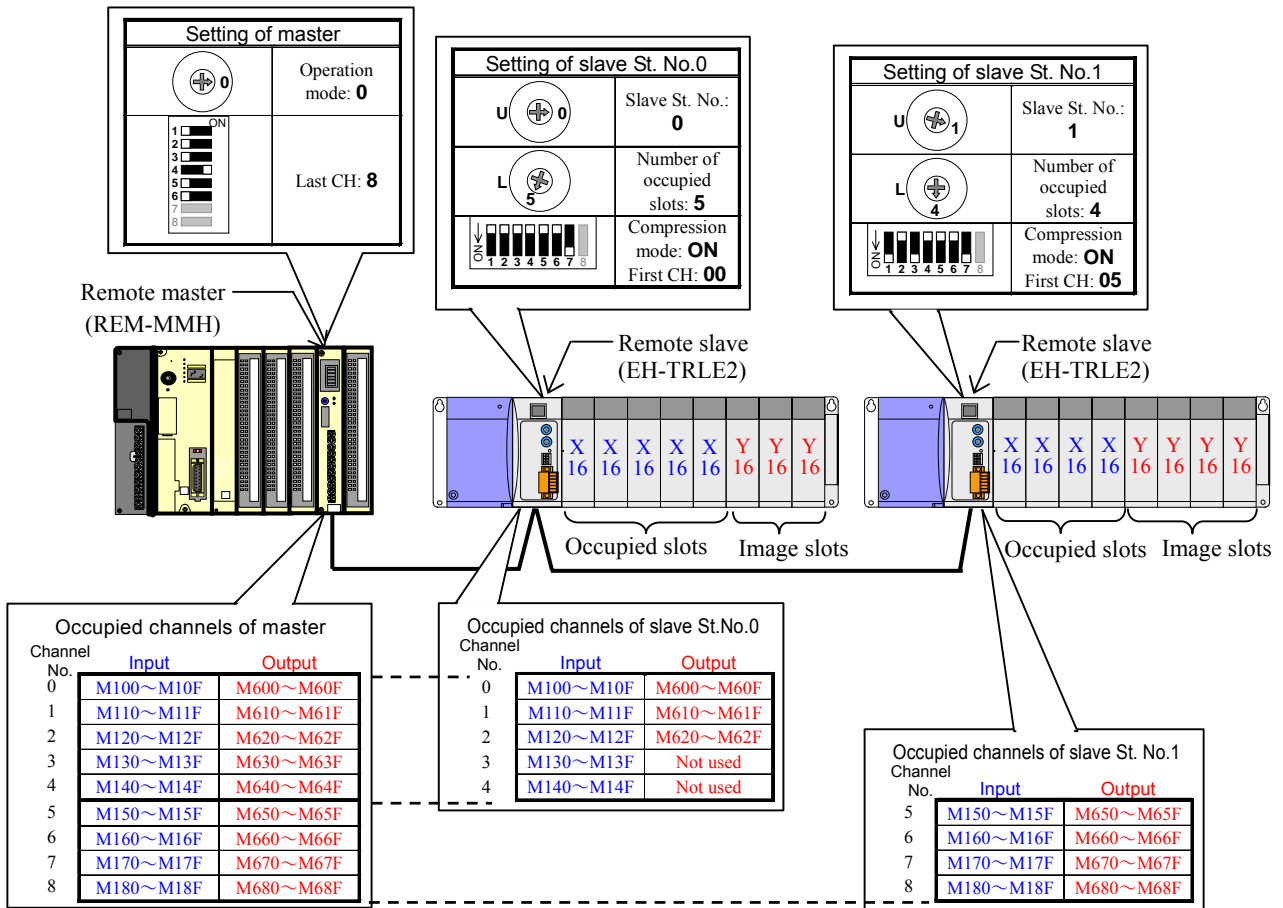 Setting of master
0
Operation
mode: 0
ON
1
2
3
4
5
6
7
8
Last CH: 8
Setting of slave St. No.0
U
0
Slave St. No.:
0
L
5
Number of
occupied
slots: 5
ON
1 2 3 4 5 6 7 8
Compression
mode: ON
First CH: 00
Setting of slave St. No.1
U
1
Slave St. No.:
1
L
4
Number of
occupied
slots: 4
ON
1 2 3 4 5 6 7 8
Compression
mode: ON
First CH: 05
Remote master
(REM-MMH)
Remote slave
(EH-TRLE2)
Remote slave
(EH-TRLE2)
X X X X X Y Y Y
16 16 16 16 16 16 16 16
X X X X Y Y Y Y
16 16 16 16 16 16 16 16
Occupied slots Image slots
Occupied slots Image slots
Occupied channels of master
Channel
No. Input Output
0 M100～M10F M600～M60F
1 M110～M11F M610～M61F
2 M120～M12F M620～M62F
3 M130～M13F M630～M63F
4 M140～M14F M640～M64F
5 M150～M15F M650～M65F
6 M160～M16F M660～M66F
7 M170～M17F M670～M67F
8 M180～M18F M680～M68F
Occupied channels of slave St.No.0
Channel
No. Input Output
0 M100～M10F M600～M60F
1 M110～M11F M610～M61F
2 M120～M12F M620～M62F
3 M130～M13F Not used
4 M140～M14F Not used
Occupied channels of slave St. No.1
Channel
No. Input Output
5 M150～M15F M650～M65F
6 M160～M16F M660～M66F
7 M170～M17F M670～M67F
8 M180～M18F M680～M68F